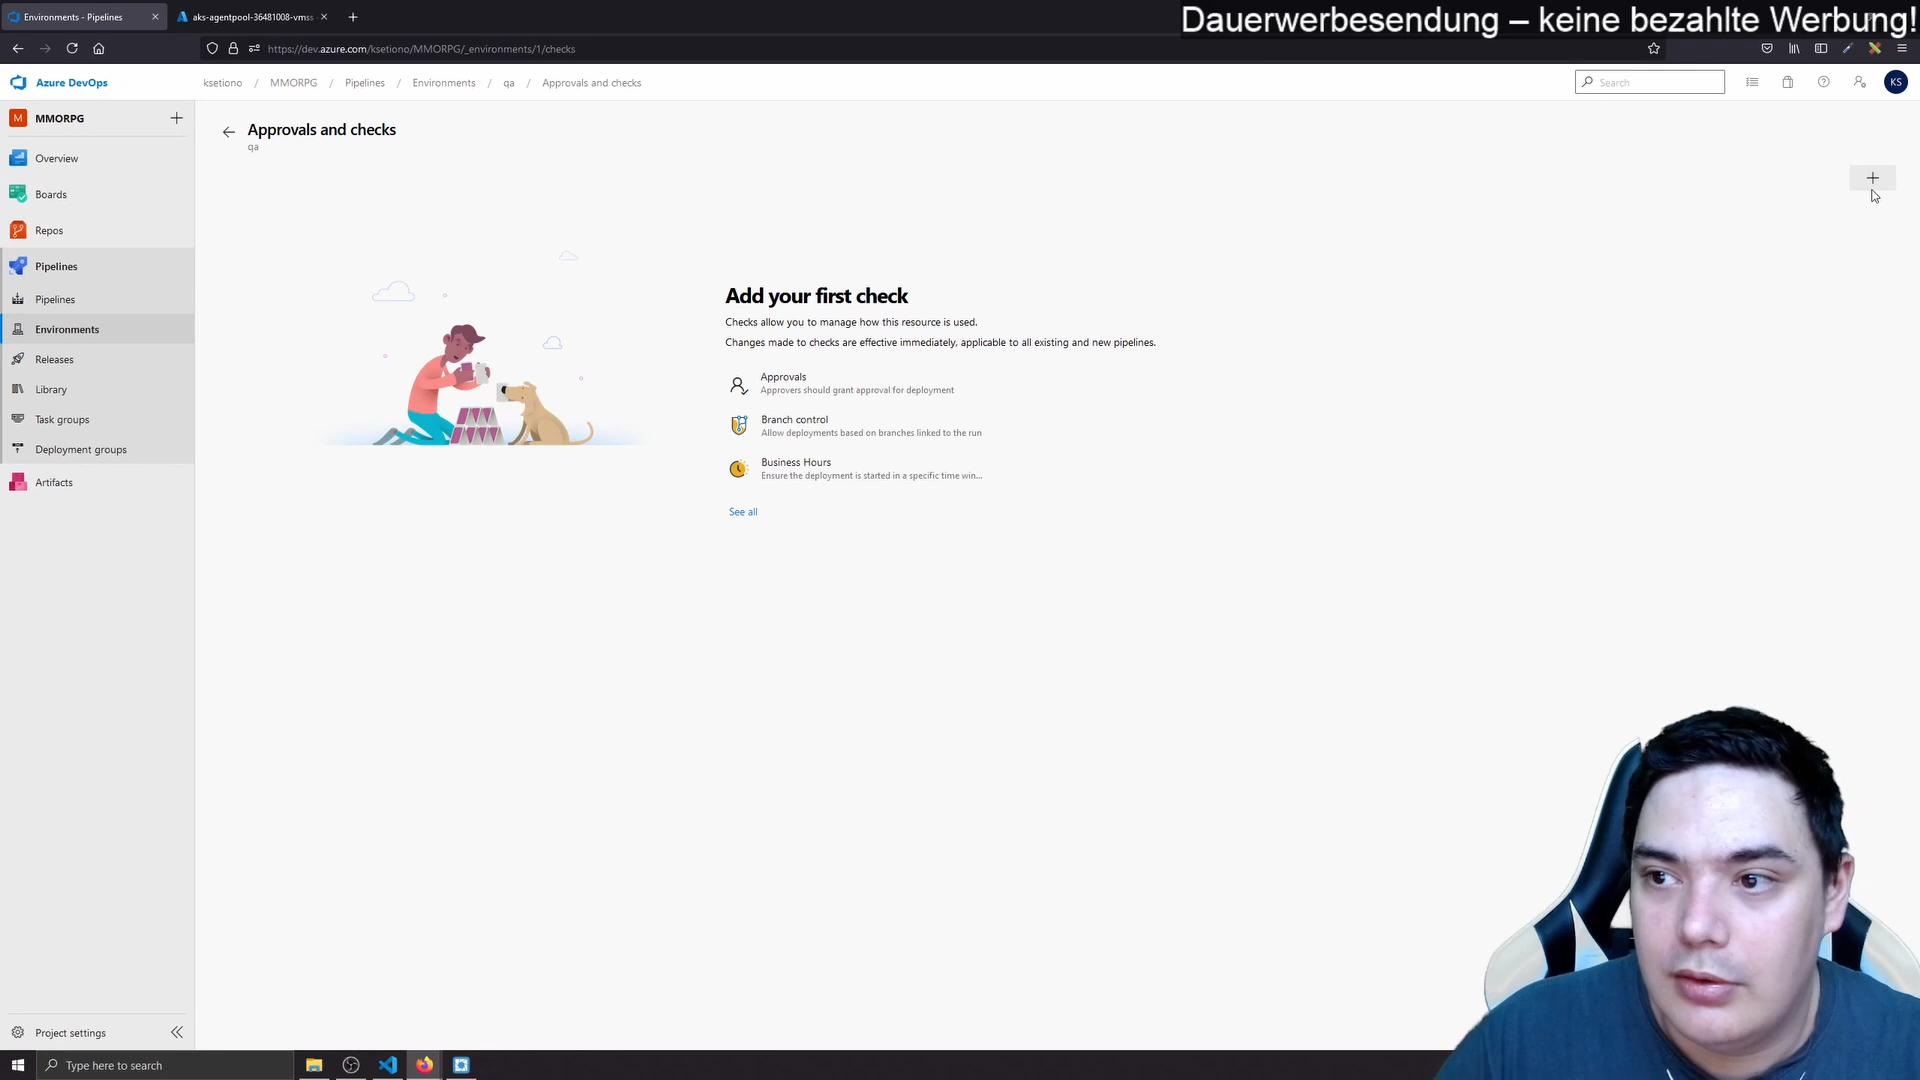 Environments - Pipelines
aks-agentpool-36481008-vmss
Dauerwerbesendung – keine bezahlte Werbung!
https://dev.azure.com/ksetiono/MMORPG/_environments/1/checks
Azure DevOps
ksetiono / MMORPG / Pipelines / Environments / qa / Approvals and checks
Search
KS
M MMORPG
Approvals and checks
qa
Overview
Boards
Repos
Pipelines
Pipelines
Environments
Releases
Library
Task groups
Deployment groups
Artifacts
Add your first check
Checks allow you to manage how this resource is used.
Changes made to checks are effective immediately, applicable to all existing and new pipelines.
Approvals
Approvers should grant approval for deployment
Branch control
Allow deployments based on branches linked to the run
Business Hours
Ensure the deployment is started in a specific time win...
See all
Project settings
Type here to search